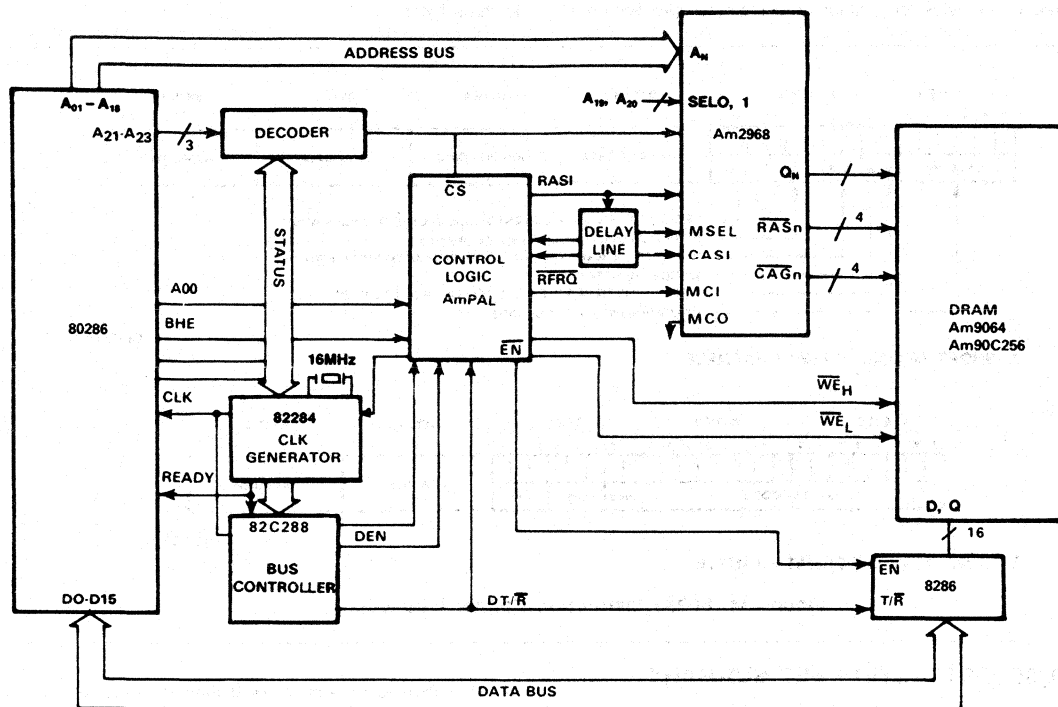 ADDRESS BUS
A01 – A18
A21-A23
3
DECODER
AN
A19, A20
SELO, 1
Am2968
QN
RASn
4
CAGn
4
MSEL
CASI
MCI
MCO
CS
RASI
DELAY
LINE
CONTROL
LOGIC
AmPAL
RFRQ
EN
STATUS
A00
BHE
80286
CLK
READY
DO-D15
16MHz
82284
CLK
GENERATOR
82C288
BUS
CONTROLLER
DEN
DT/R
WEH
WEL
DRAM
Am9064
Am90C256
D, Q
16
EN
8286
T/R
DATA BUS